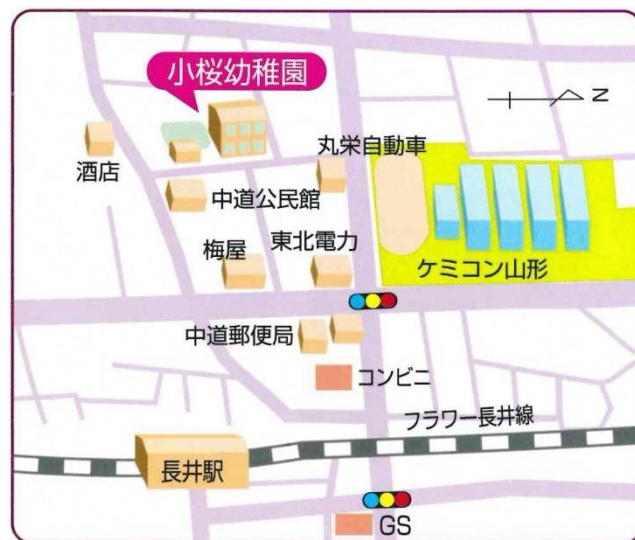 小桜幼稚園
N
丸栄自動車
酒店
中道公民館
梅屋
東北電力
ケミコン山形
中道郵便局
コンビニ
フラワー長井線
長井駅
GS